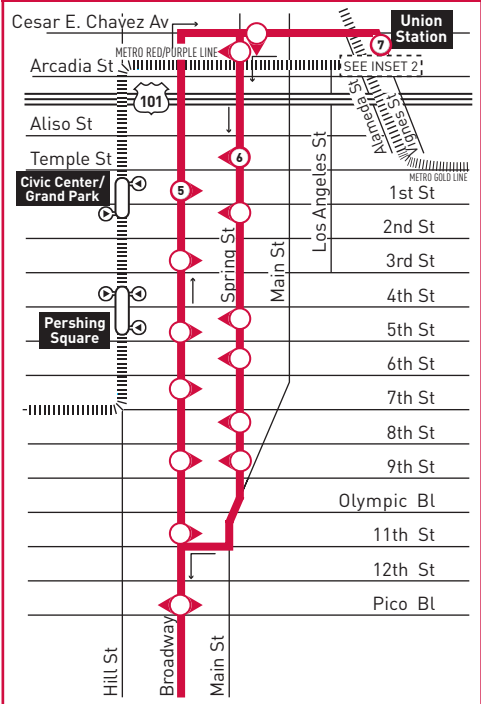 Cesar E. Chavez Av
Union
Station
7
METRO RED/PURPLE LINE
Arcadia St
SEE INSET 2
101
Alameda St
Vignes St
Aliso St
Temple St
6
METRO GOLD LINE
Civic Center/
Grand Park
5
1st St
Los Angeles St
2nd St
Spring St
Main St
3rd St
4th St
Pershing
Square
5th St
6th St
7th St
8th St
9th St
Olympic Bl
11th St
12th St
Pico Bl
Hill St
Broadway
Main St